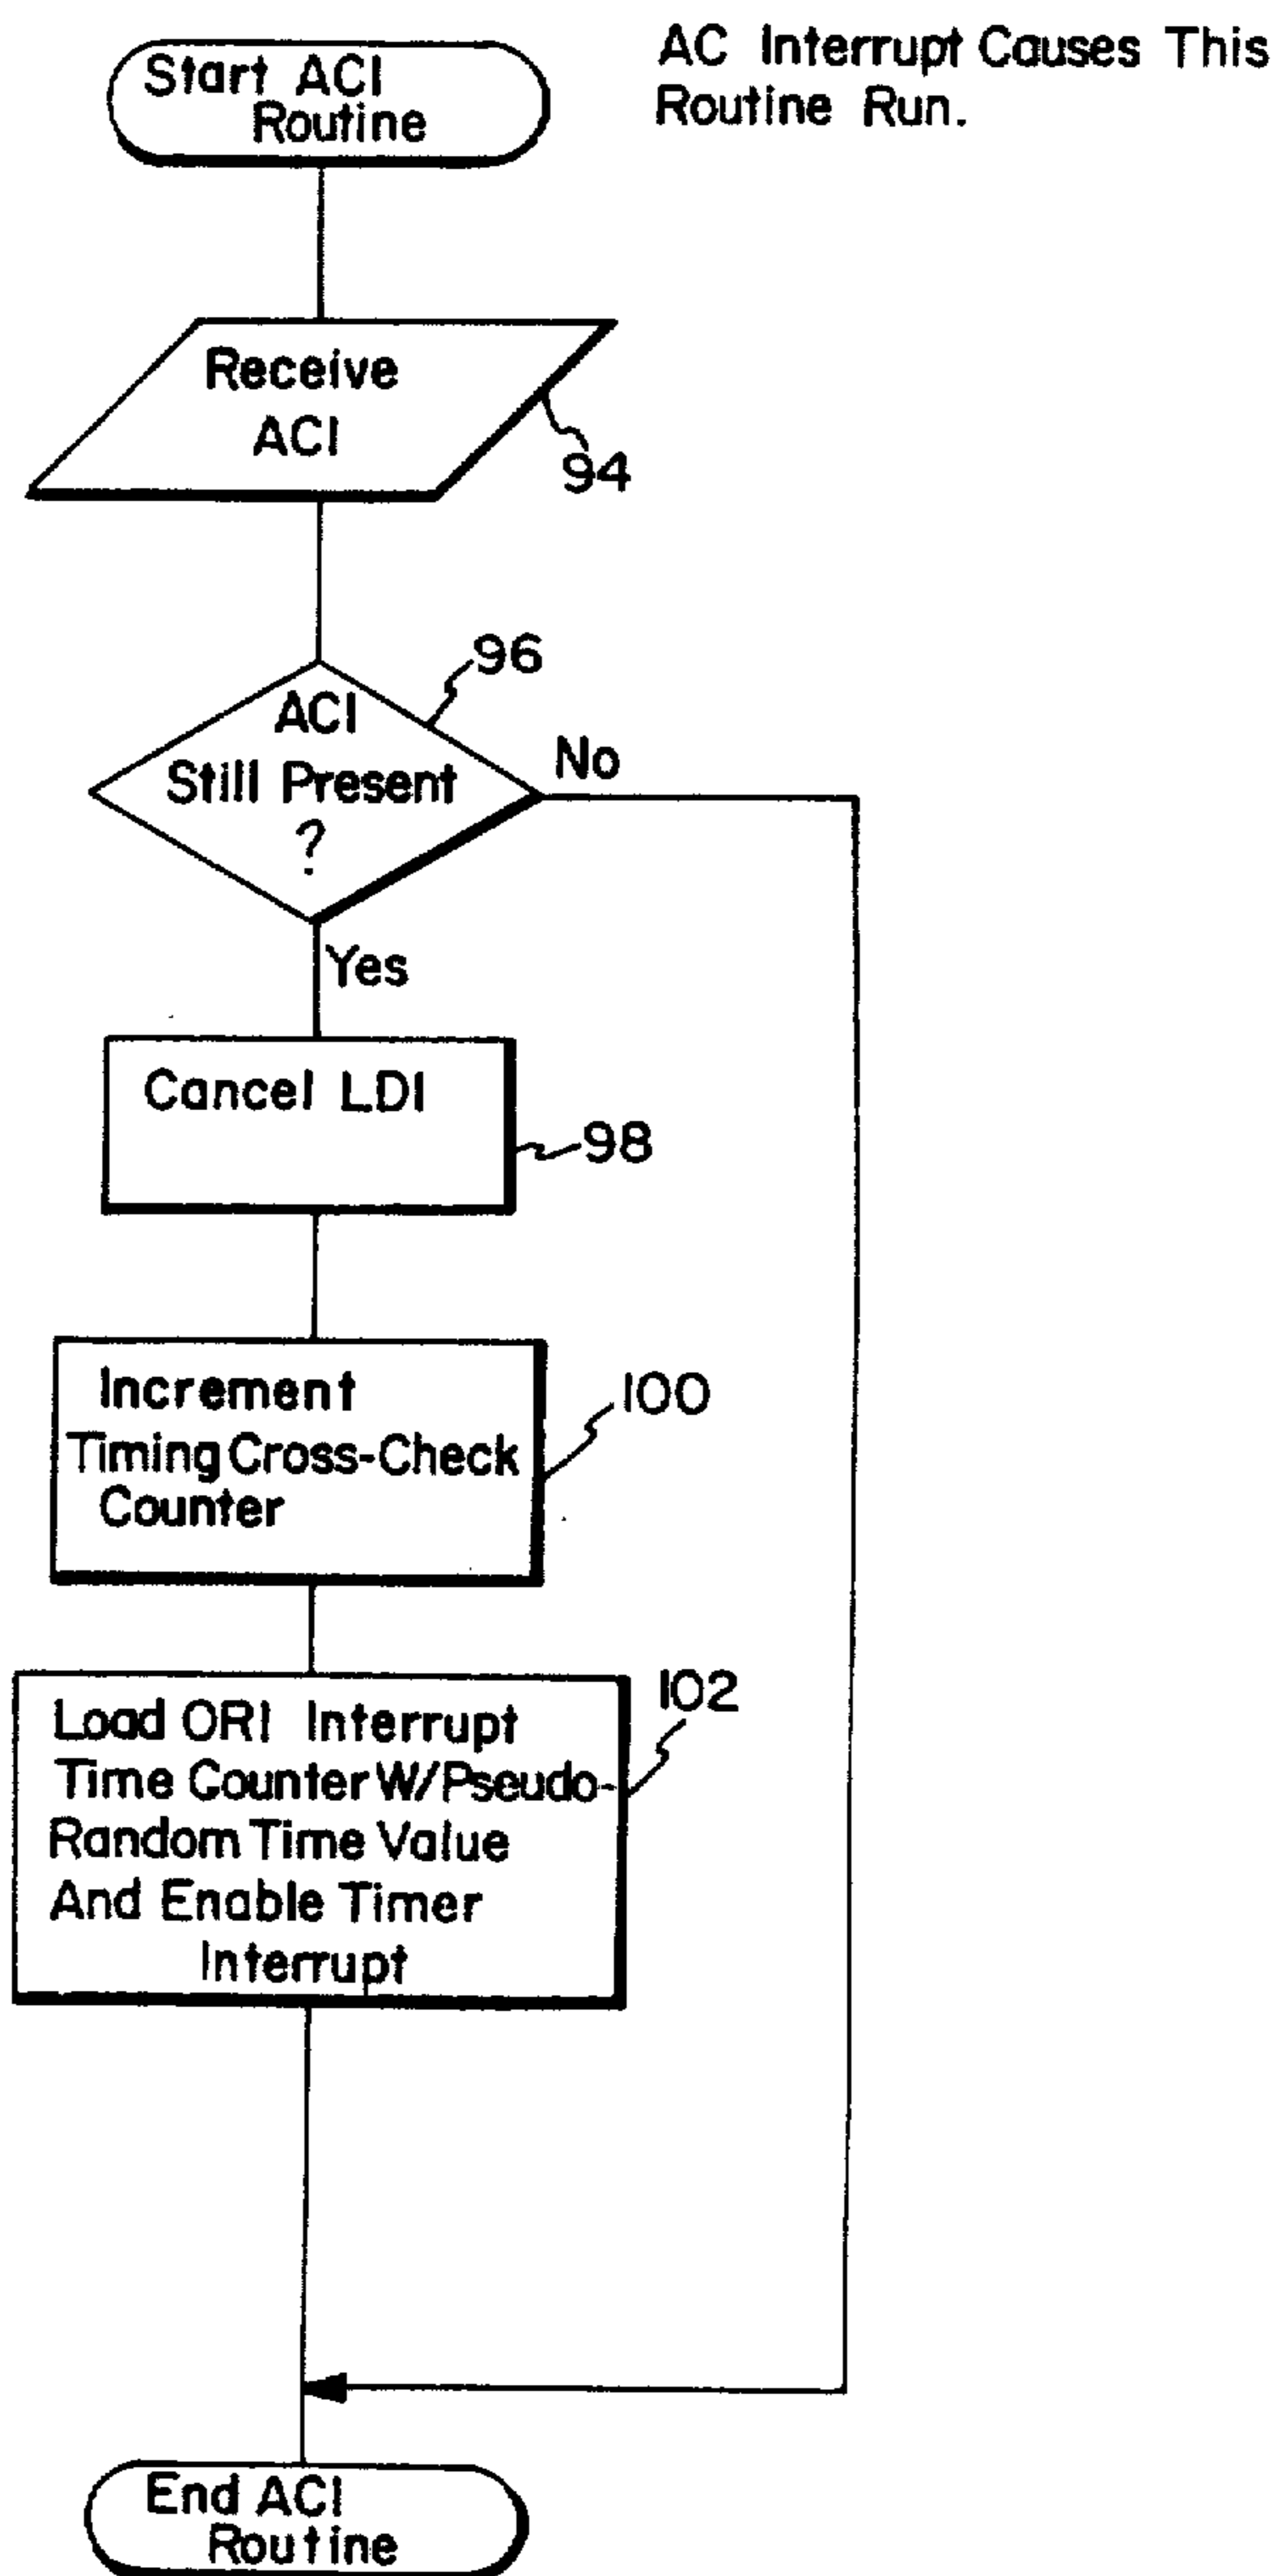 Start ACI
Routine
AC Interrupt Causes This
Routine Run.
Receive
ACI
94
96
ACI
Still Present
?
No
Yes
Cancel LDI
98
Increment
Timing Cross-Check
Counter
100
Load ORI Interrupt
Time Counter W/Pseudo-
Random Time Value
And Enable Timer
Interrupt
102
End ACI
Routine